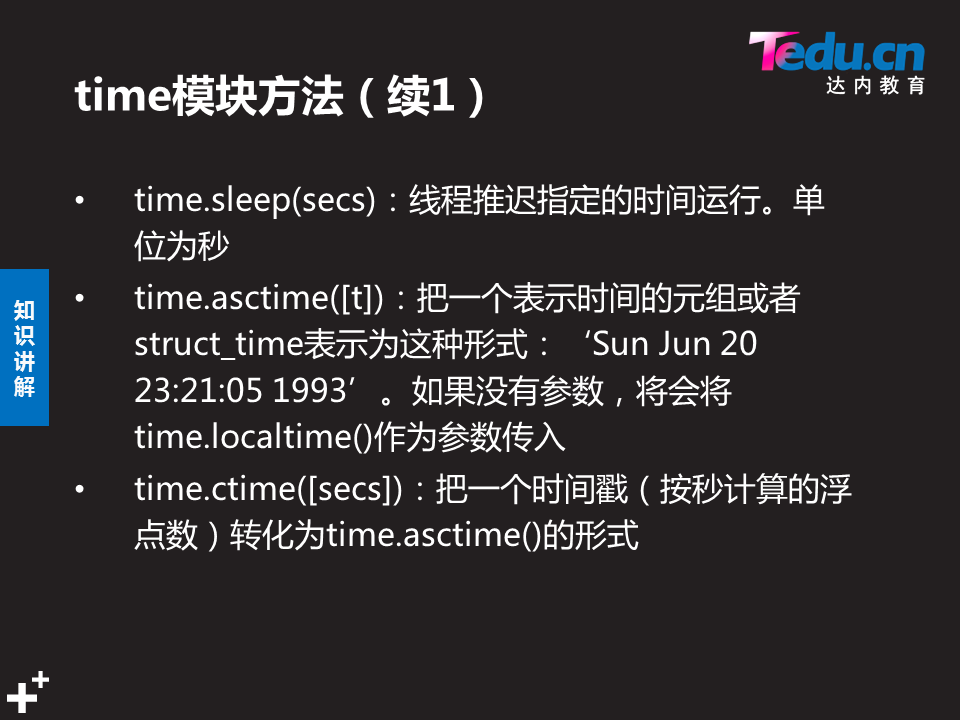 Tedu.cn
达内教育
time模块方法（续1）
• time.sleep(secs)：线程推迟指定的时间运行。单
位为秒
• time.asctime([t])：把一个表示时间的元组或者
struct_time表示为这种形式：‘Sun Jun 20
23:21:05 1993’。如果没有参数，将会将
time.localtime()作为参数传入
• time.ctime([secs])：把一个时间戳（按秒计算的浮
点数）转化为time.asctime()的形式
知
识
讲
解